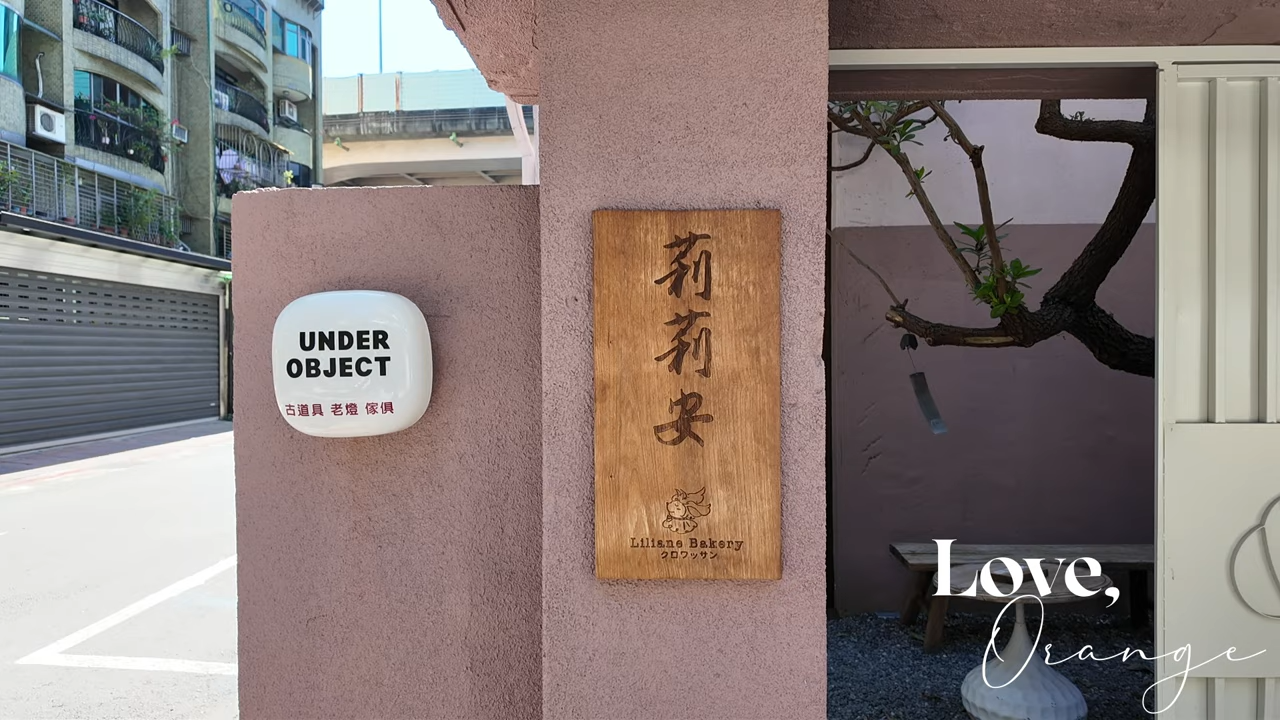 UNDER
OBJECT
古道具 老燈 傢俱
莉莉安
Liliane Bakery
クロワッサン
Love,
Orange